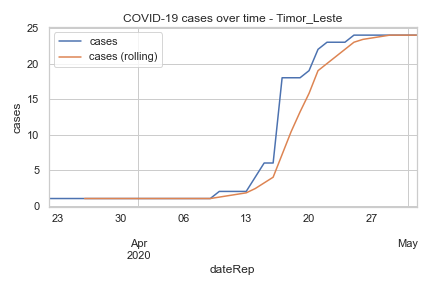 COVID-19 cases over time - Timor_Leste
cases
cases (rolling)
25
20
15
10
5
0
cases
23 30 06 13 20 27
Apr May
2020
dateRep